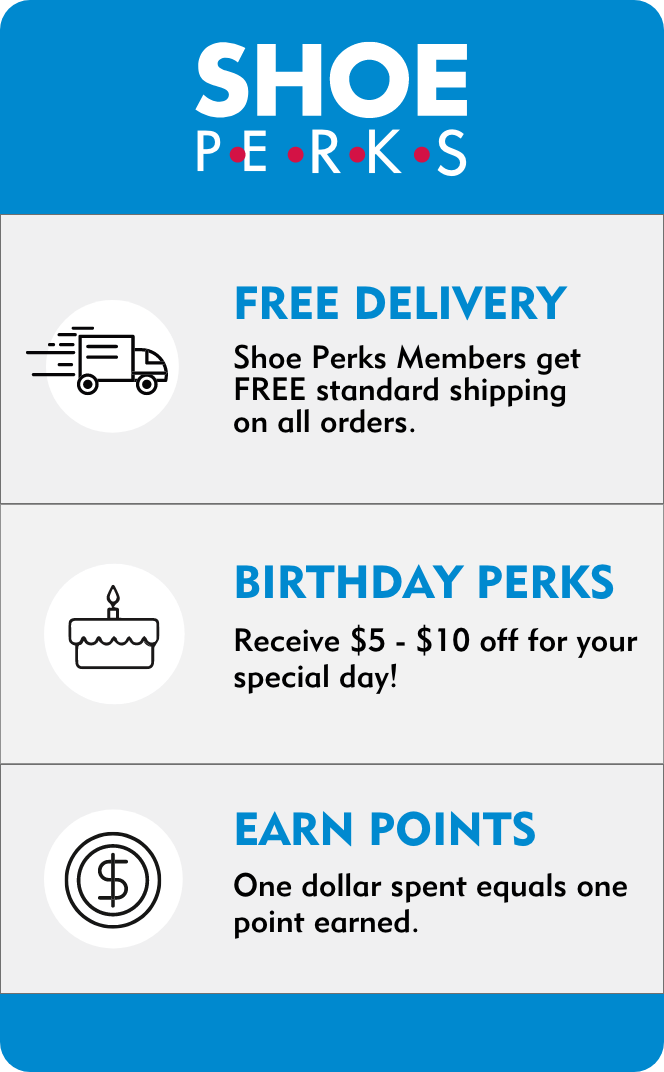 SHOE
P•E•R•K•S
FREE DELIVERY
Shoe Perks Members get
FREE standard shipping
on all orders.
BIRTHDAY PERKS
Receive $5 - $10 off for your
special day!
$
EARN POINTS
One dollar spent equals one
point earned.